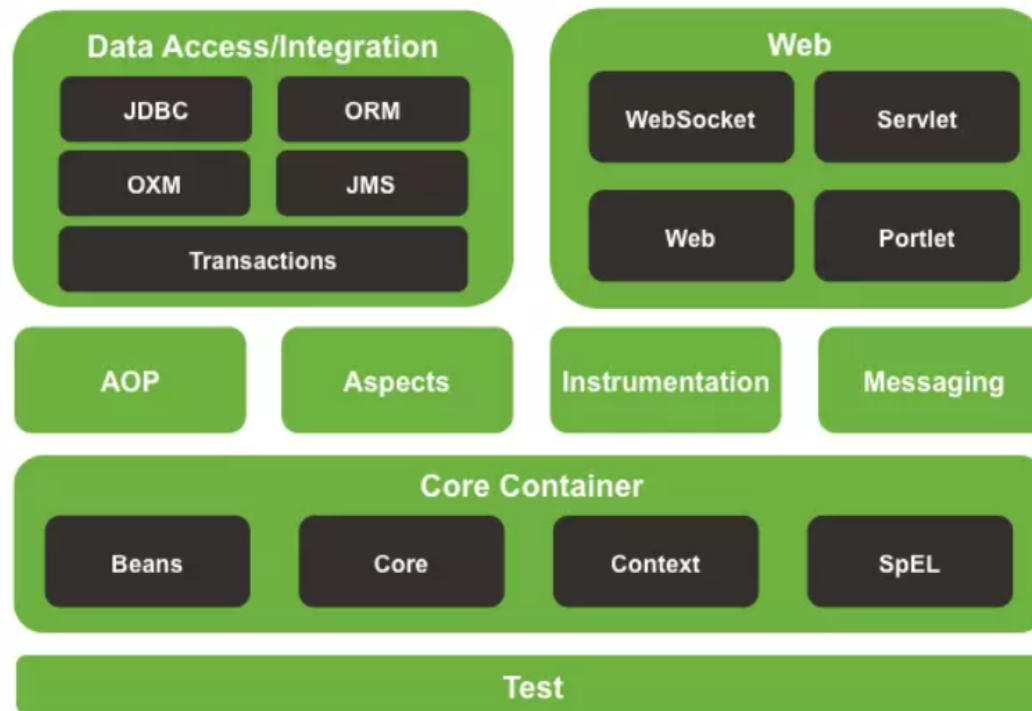 Data Access/Integration
JDBC
ORM
OXM
JMS
Transactions
Web
WebSocket
Servlet
Web
Portlet
AOP
Aspects
Instrumentation
Messaging
Core Container
Beans
Core
Context
SpEL
Test